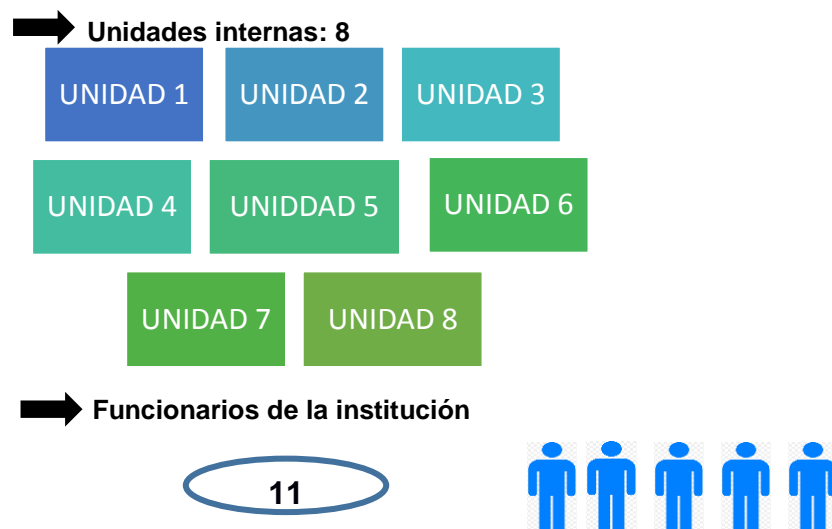 Unidades internas: 8
UNIDAD 1 UNIDAD 2 UNIDAD 3
UNIDAD 4 UNIDDAD 5 UNIDAD 6
UNIDAD 7 UNIDAD 8
Funcionarios de la institución
11